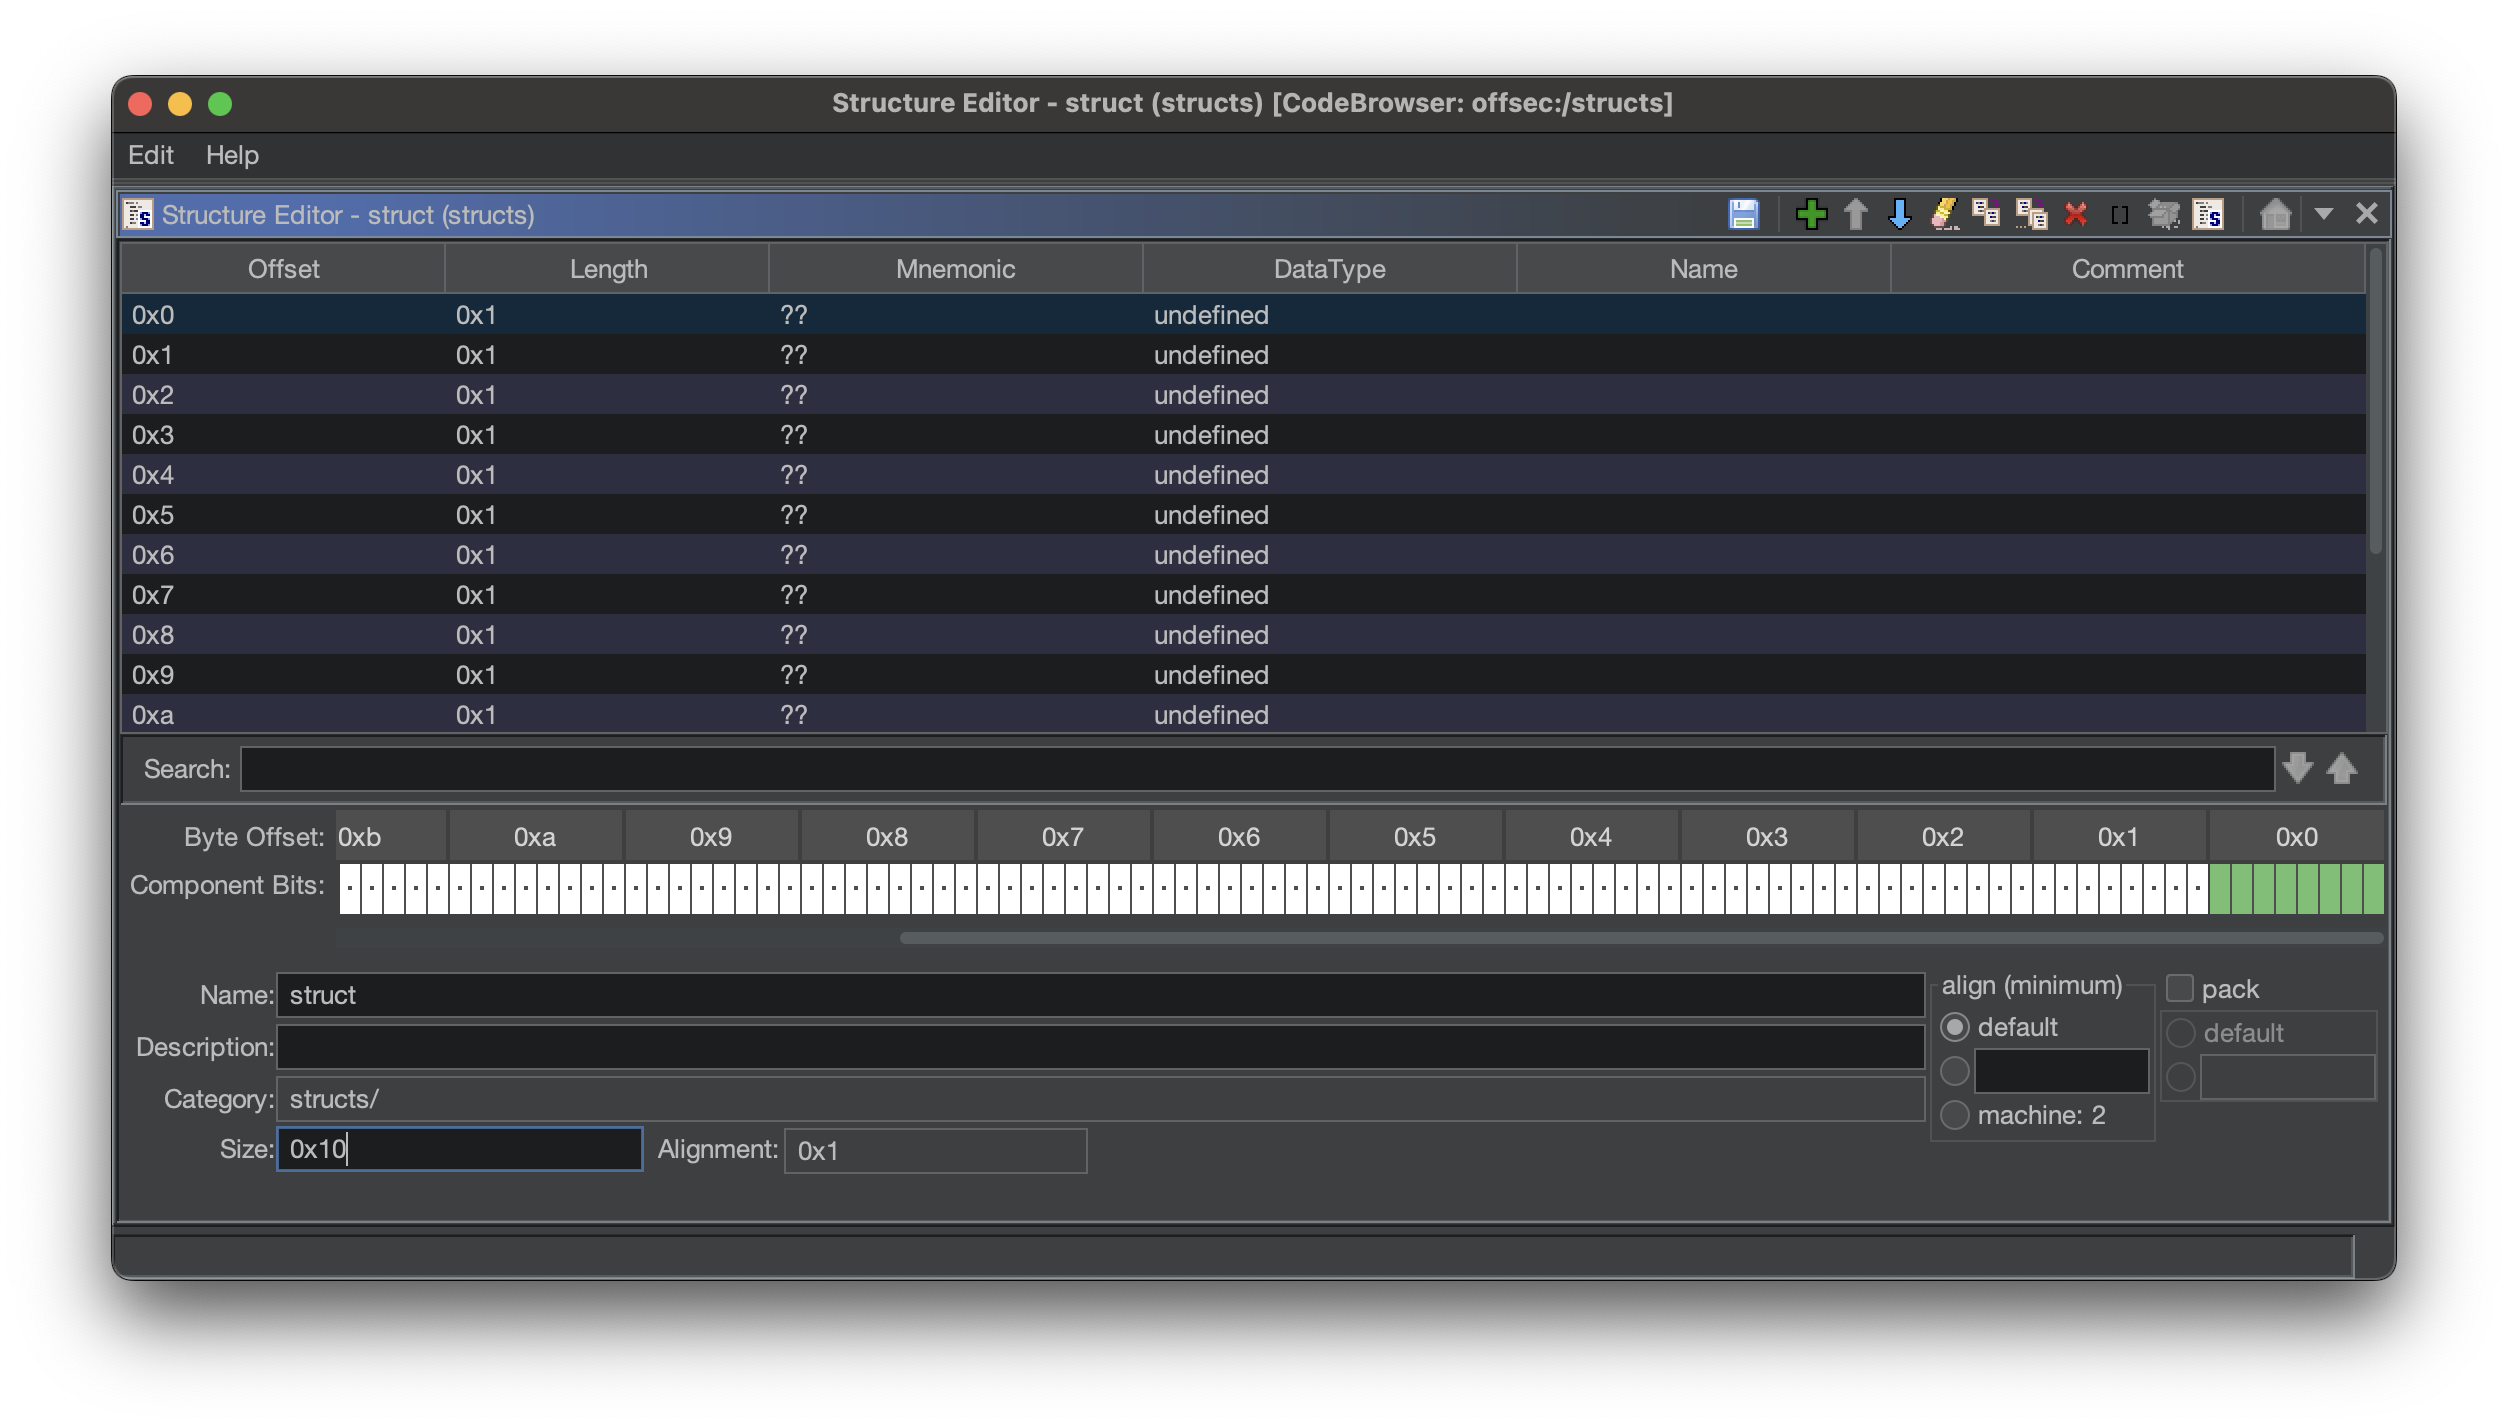 Structure Editor - struct (structs) [CodeBrowser: offsec:/structs]
Edit Help
Structure Editor - struct (structs)
Offset Length Mnemonic DataType Name Comment
0x0 0x1 ?? undefined
0x1 0x1 ?? undefined
0x2 0x1 ?? undefined
0x3 0x1 ?? undefined
0x4 0x1 ?? undefined
0x5 0x1 ?? undefined
0x6 0x1 ?? undefined
0x7 0x1 ?? undefined
0x8 0x1 ?? undefined
0x9 0x1 ?? undefined
0xa 0x1 ?? undefined
Search:
Byte Offset: 0xb 0xa 0x9 0x8 0x7 0x6 0x5 0x4 0x3 0x2 0x1 0x0
Component Bits:
Name: struct
Description:
Category: structs/
Size: 0x10 Alignment: 0x1
align (minimum)
default
machine: 2
pack
default